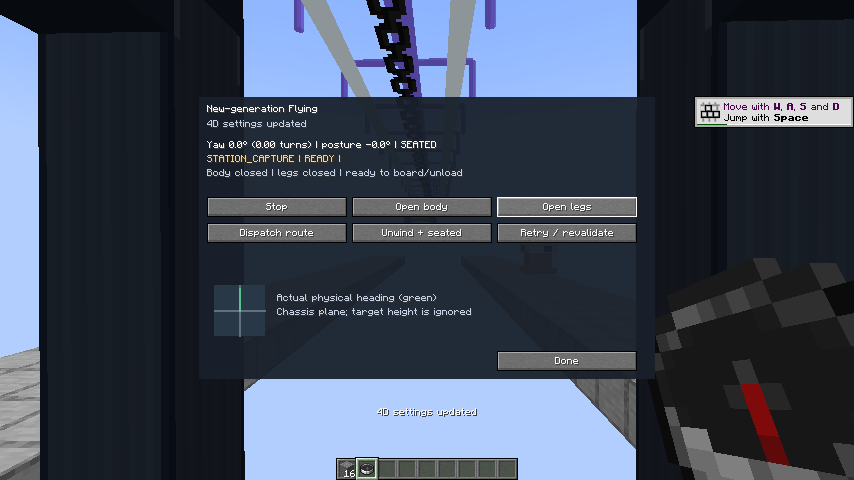 New-generation Flying
4D settings updated
Yaw 0.0° (0.00 turns) | posture -0.0° | SEATED
STATION_CAPTURE | READY |
Body closed | legs closed | ready to board/unload
Stop
Open body
Open legs
Dispatch route
Unwind + seated
Retry / revalidate
Actual physical heading (green)
Chassis plane; target height is ignored
Done
Move with W, A, S and D
Jump with Space
4D settings updated
16